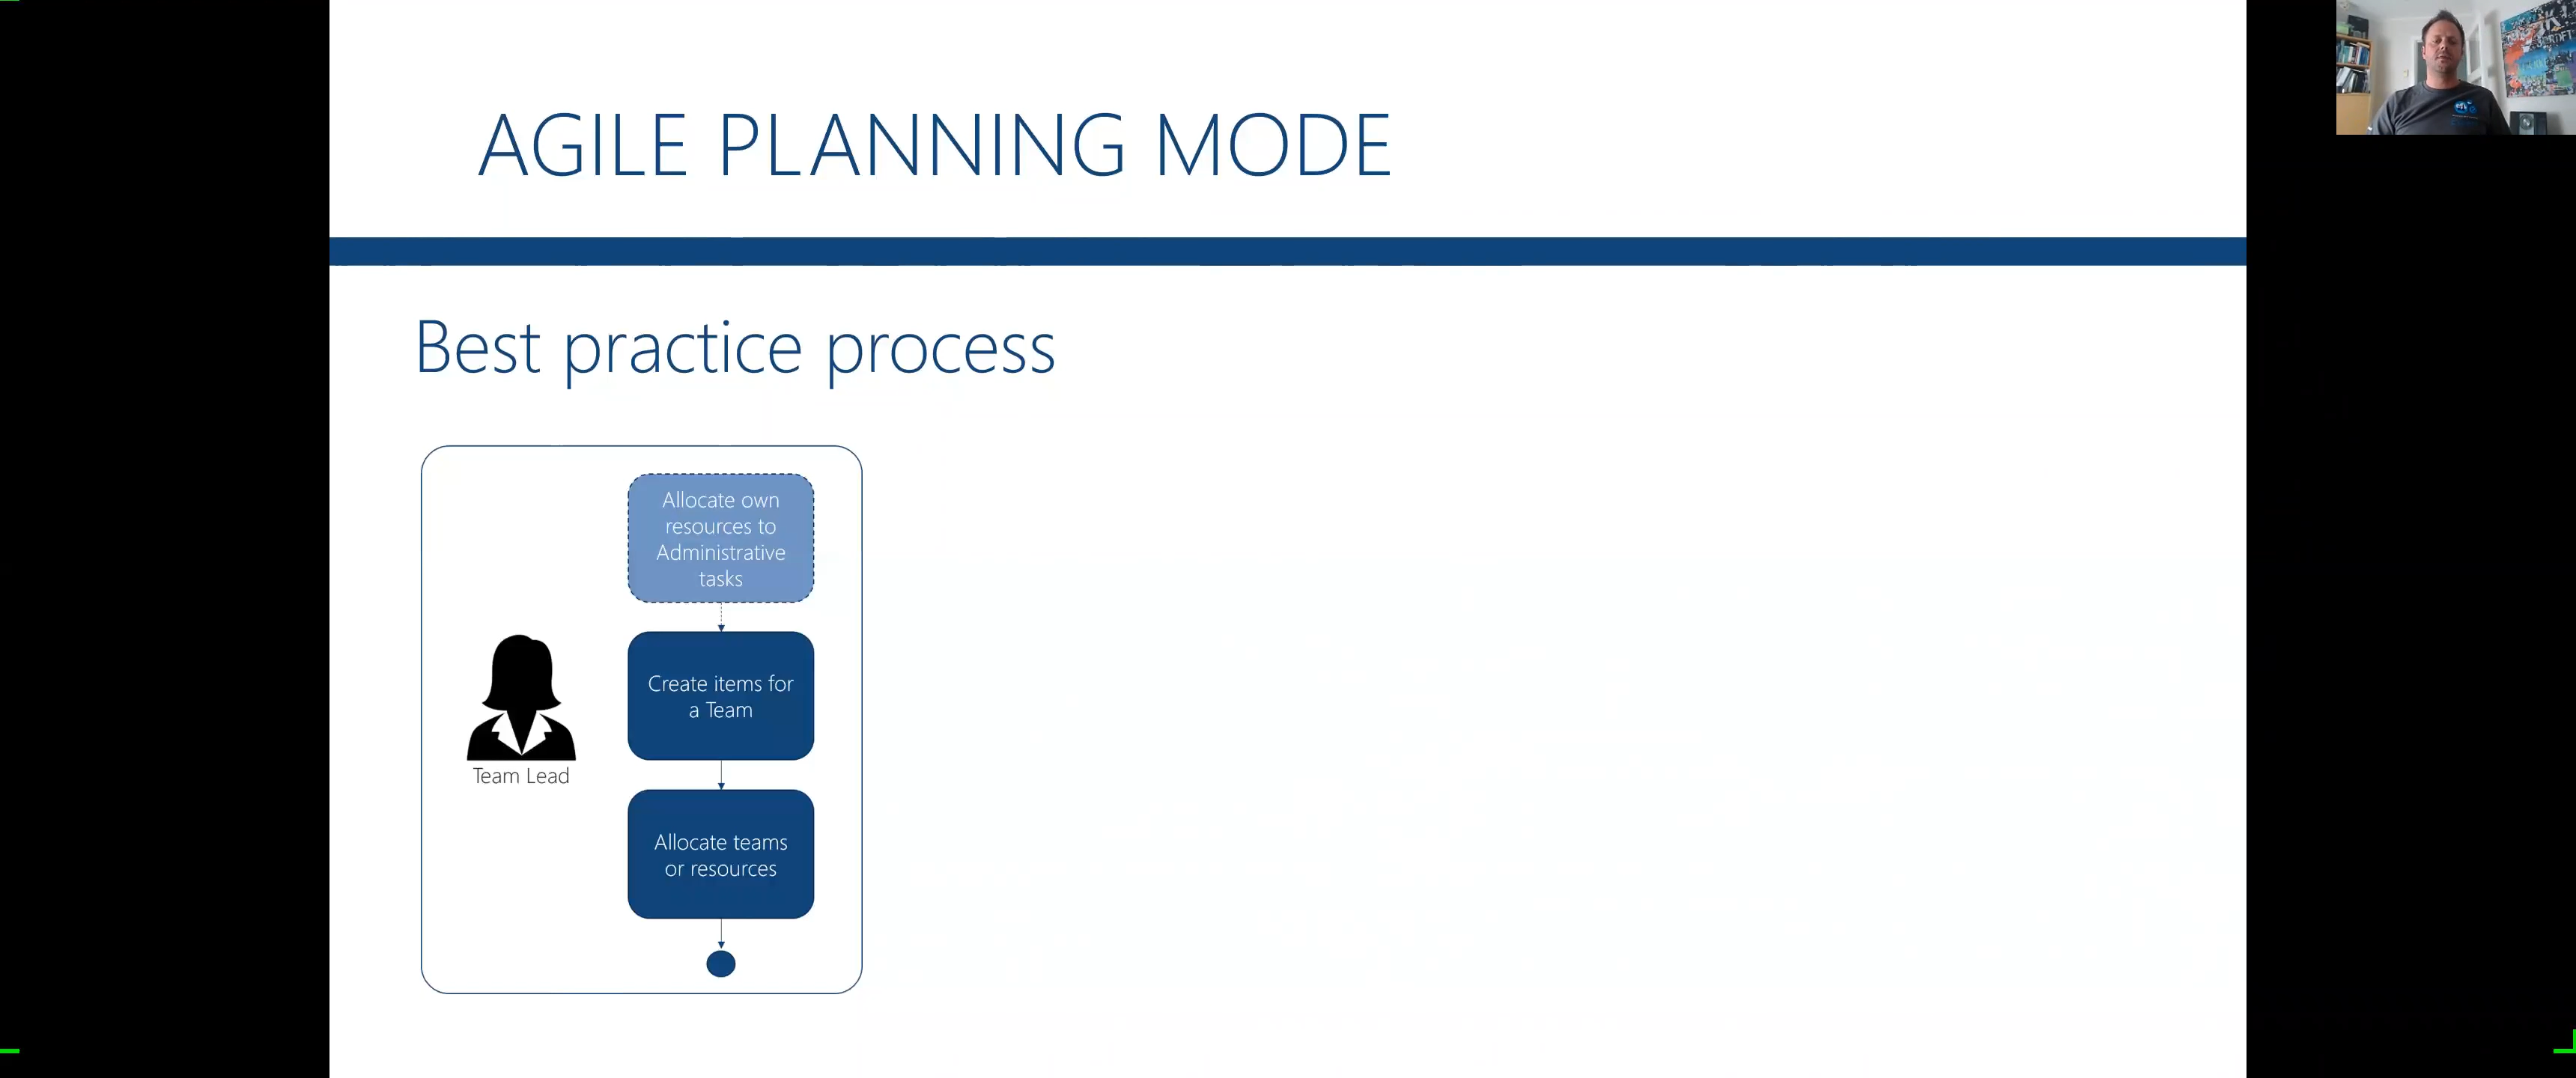 AGILE PLANNING MODE
Best practice process
Allocate own
resources to
Administrative
tasks
Create items for
a Team
Team Lead
Allocate teams
or resources